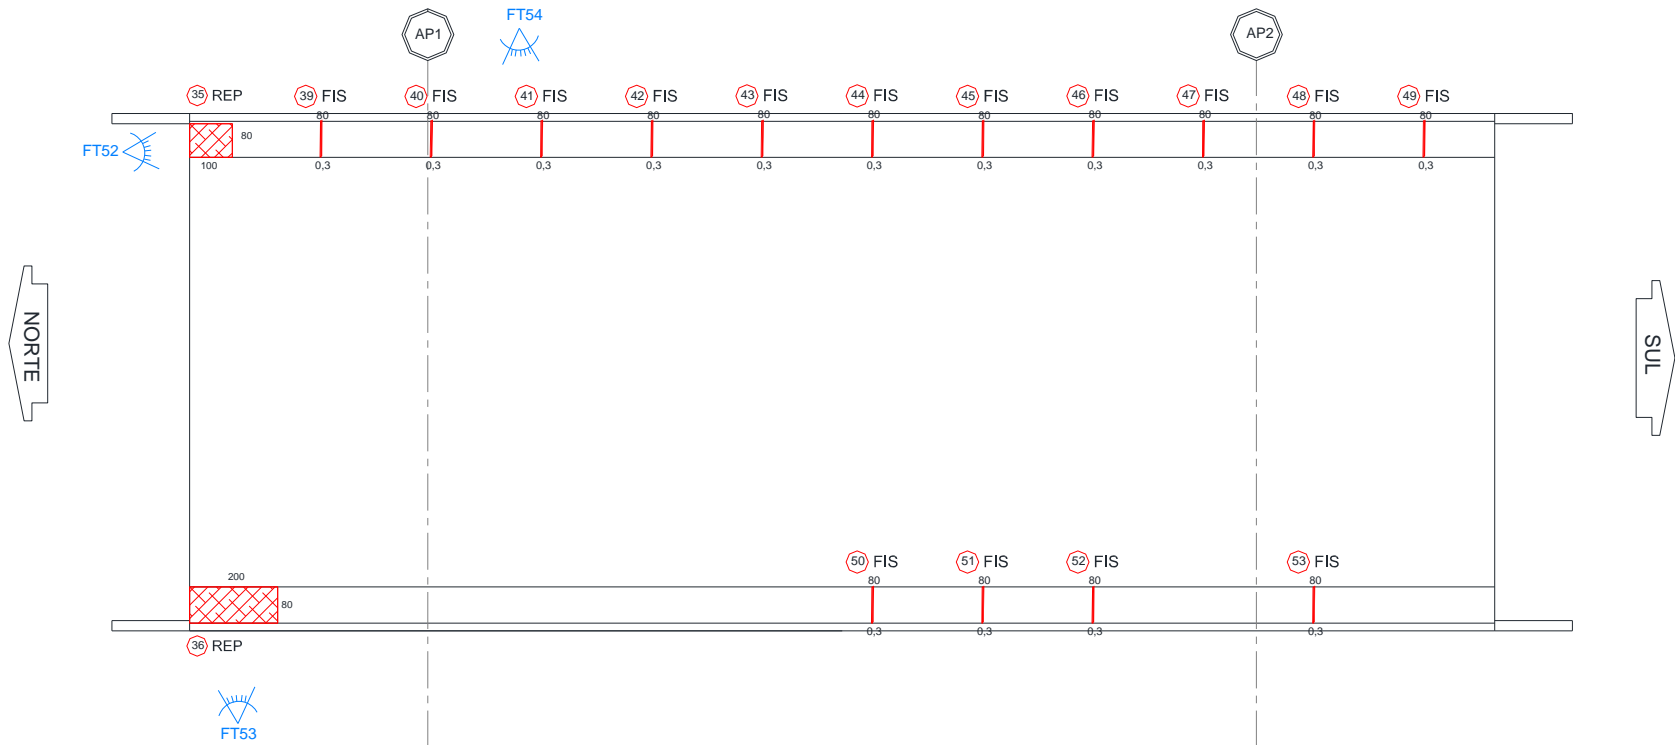 FT54
AP1
AP2
35 REP
39 FIS
40 FIS
41 FIS
42 FIS
43 FIS
44 FIS
45 FIS
46 FIS
47 FIS
48 FIS
49 FIS
80 80 80 80 80 80 80 80 80 80 80
80
FT52
100
0,3 0,3 0,3 0,3 0,3 0,3 0,3 0,3 0,3 0,3 0,3
NORTE
SUL
50 FIS
51 FIS
52 FIS
53 FIS
200
80 80 80 80
80
0,3 0,3 0,3 0,3
36 REP
FT53